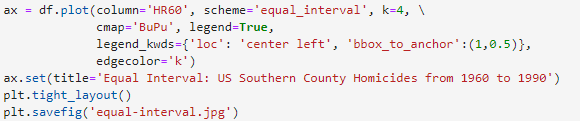 ax = df.plot(column='HR60', scheme='equal_interval', k=4, \
cmap='BuPu', legend=True,
legend_kwds={'loc': 'center left', 'bbox_to_anchor':(1,0.5)},
edgecolor='k')
ax.set(title='Equal Interval: US Southern County Homicides from 1960 to 1990')
plt.tight_layout()
plt.savefig('equal-interval.jpg')